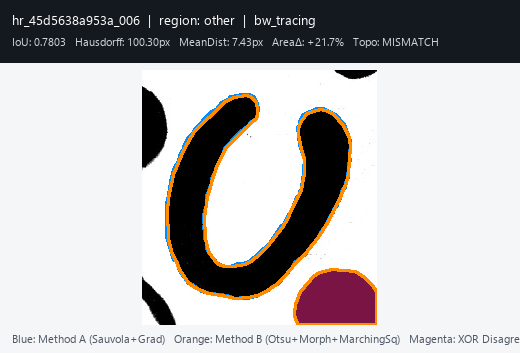 hr_45d5638a953a_006 | region: other | bw_tracing
IoU: 0.7803 Hausdorff: 100.30px MeanDist: 7.43px AreaΔ: +21.7% Topo: MISMATCH
Blue: Method A (Sauvola+Grad) Orange: Method B (Otsu+Morph+MarchingSq) Magenta: XOR Disagre